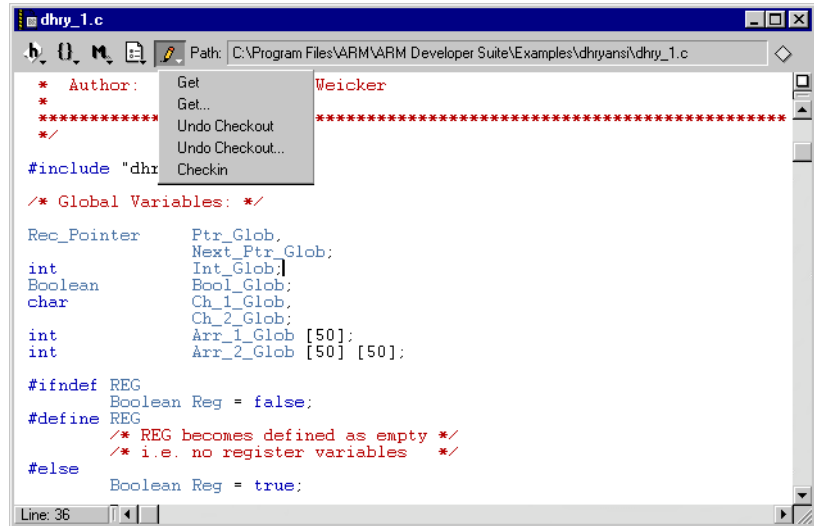 dhry_1.c
h {} M Path: C:\Program Files\ARM\ARM Developer Suite\Examples\dhryansi\dhry_1.c
Get
Get...
Undo Checkout
Undo Checkout...
Checkin
* Author: Weicker
*
************ *********************************************
*/
#include "dhr
/* Global Variables: */
Rec_Pointer Ptr_Glob,
Next_Ptr_Glob;
int Int_Glob;
Boolean Bool_Glob;
char Ch_1_Glob,
Ch_2_Glob;
int Arr_1_Glob [50];
int Arr_2_Glob [50] [50];
#ifndef REG
Boolean Reg = false;
#define REG
/* REG becomes defined as empty */
/* i.e. no register variables */
#else
Boolean Reg = true;
Line: 36